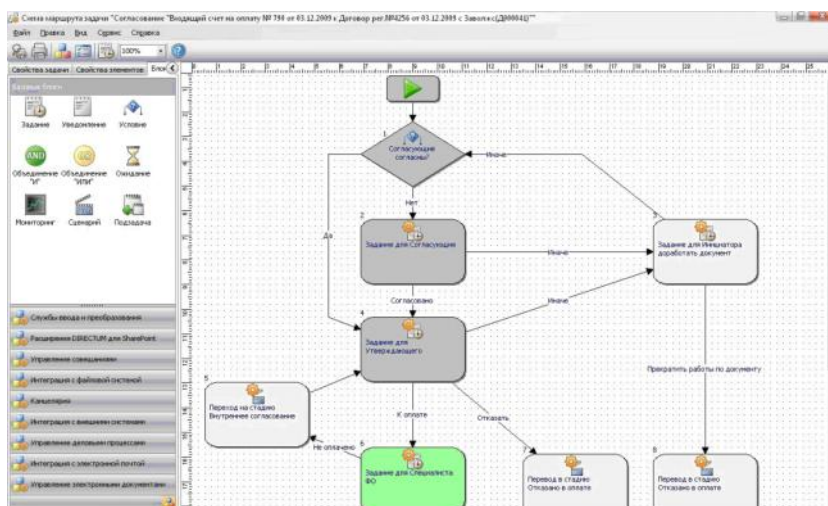 Схема маршрута задачи "Согласование "Входящий счет на оплату № 790 от 03.12.2009 к Договор рег.№4256 от 03.12.2009 с Заволжс(Д000041)""
Файл Правка Вид Сервис Справка
100%
Свойства задачи Свойства элементов Блок
Базовые блоки
Задание Уведомление Условие
AND
Объединение "И" Объединение "ИЛИ" Ожидание
Мониторинг Сценарий Подзадача
Службы ввода и преобразования
Расширение DIRECTUM для SharePoint
Управление совещаниями
Интеграция с файловой системой
Канцелярия
Интеграция с внешними системами
Управление деловыми процессами
Интеграция с электронной почтой
Управление электронными документами
1
Согласующие
согласны?
Иначе
Нет
Да
2
Задание для Согласующих
Иначе
3
Задание для Инициатора
доработать документ
Согласовано
Иначе
4
Задание для
Утверждающего
Прекратить работы по документу
5
Переход на стадию
Внутреннее согласование
К оплате
Отказать
Не оплачено
6
Задание для Специалиста
ФО
7
Перевод в стадию
Отказано в оплате
8
Перевод в стадию
Отказано в оплате